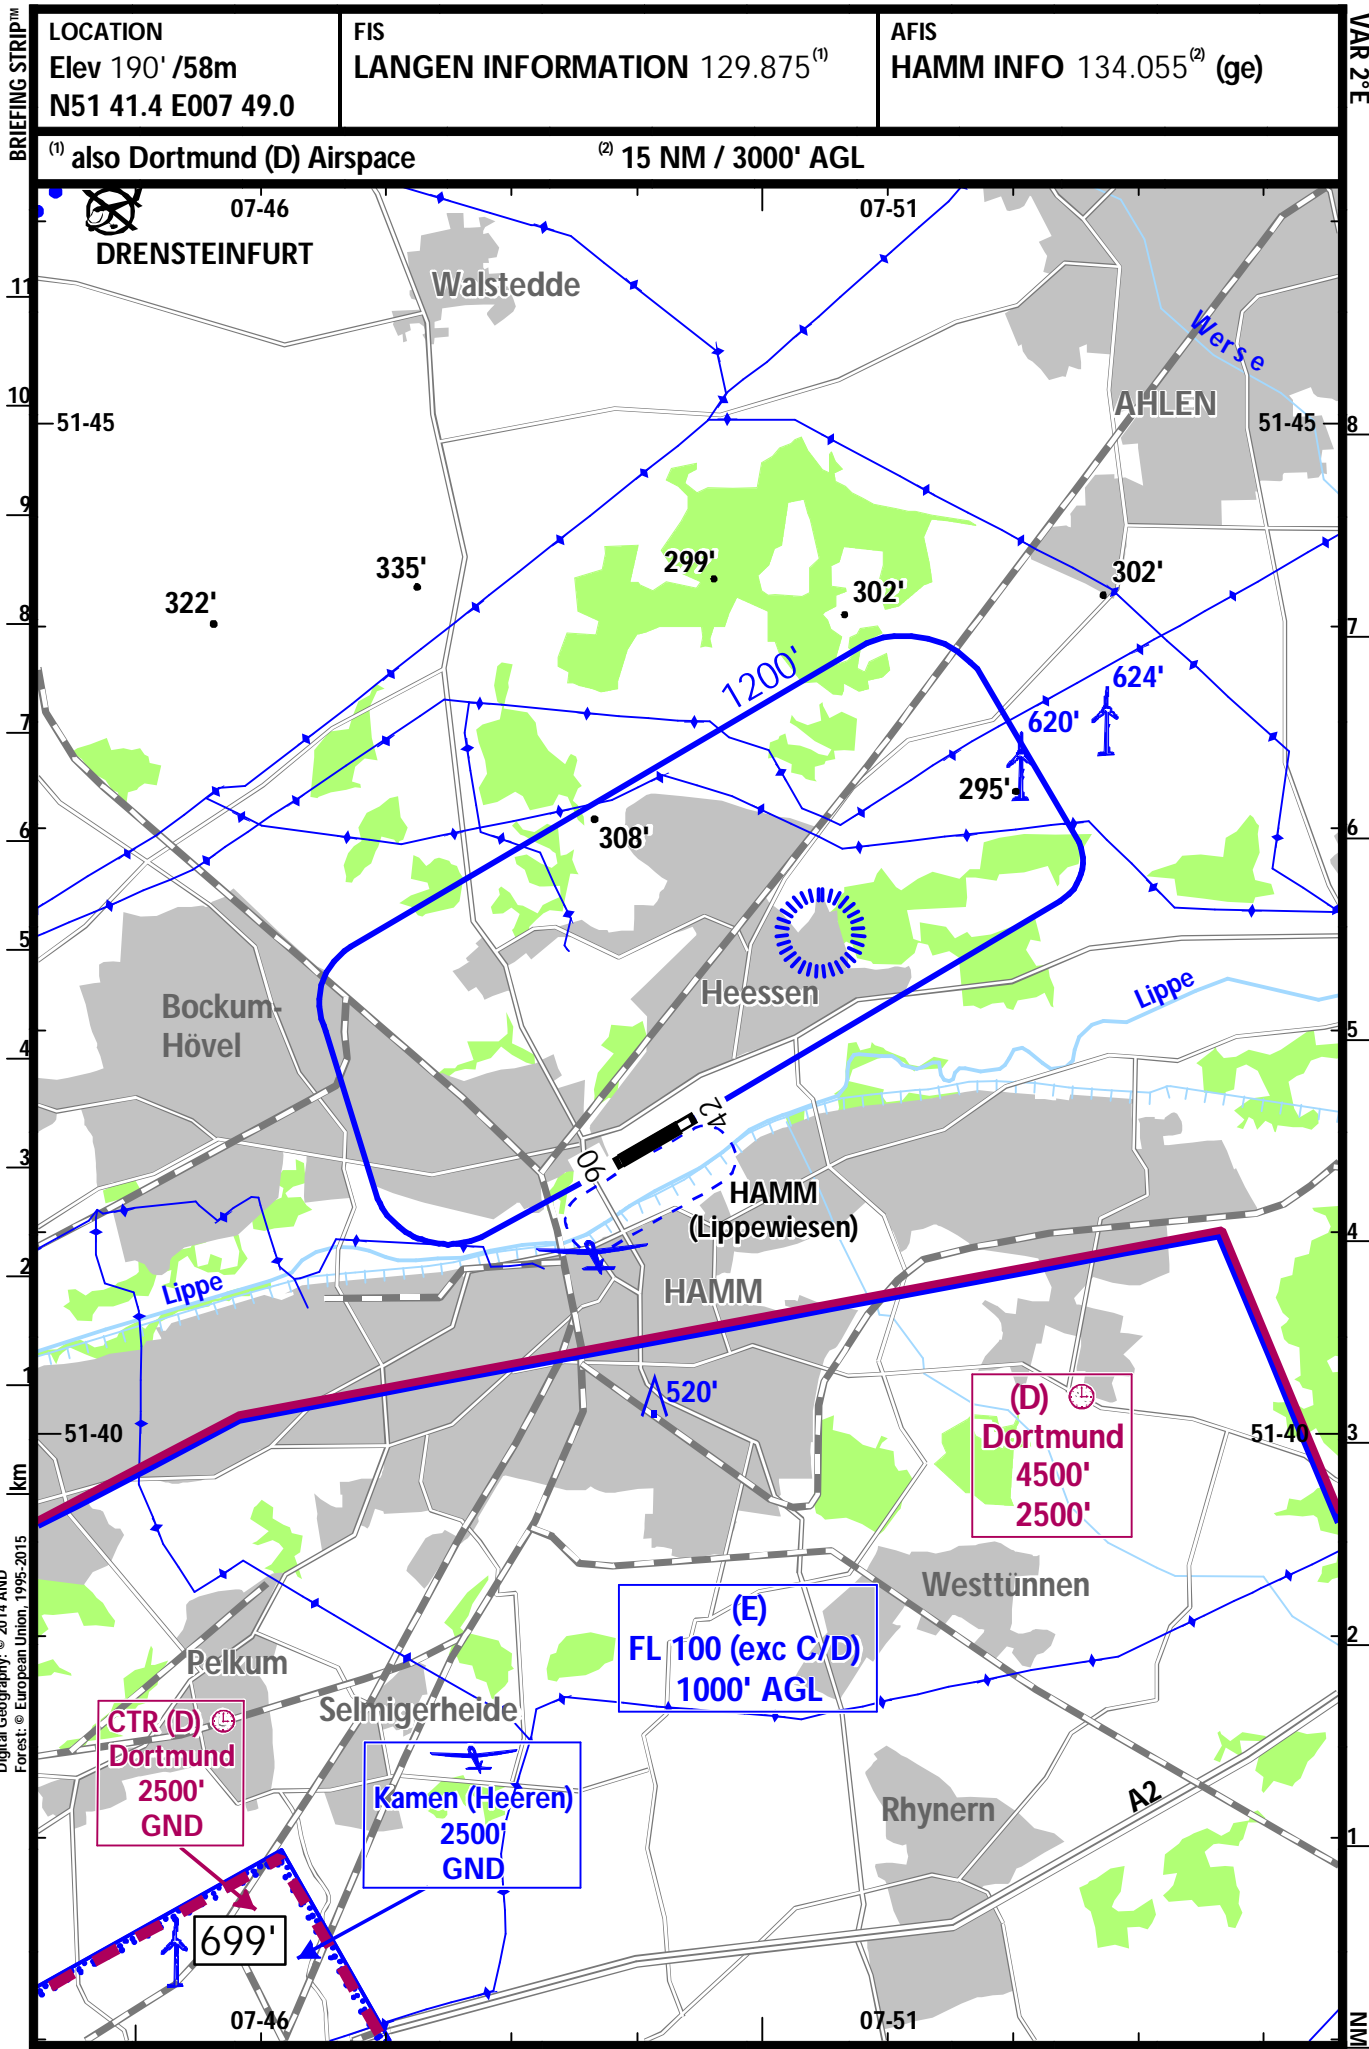 BRIEFING STRIP™
VAR 2°E
LOCATION
Elev 190' /58m
N51 41.4 E007 49.0
FIS
LANGEN INFORMATION 129.875(1)
AFIS
HAMM INFO 134.055(2) (ge)
(1) also Dortmund (D) Airspace
(2) 15 NM / 3000' AGL
07-46
07-51
DRENSTEINFURT
Walstedde
11
Werse
10
AHLEN
51-45
51-45
8
9
299'
335'
302'
302'
322'
8
7
1200'
624'
620'
7
295'
6
308'
6
5
Heessen
Lippe
Bockum-
Hövel
5
4
24
3
06
HAMM
(Lippewiesen)
4
2
Lippe
HAMM
1
520'
(D)
Dortmund
4500'
2500'
51-40
51-40
3
km
Westtünnen
(E)
FL 100 (exc C/D)
1000' AGL
2
Pelkum
Selmigerheide
CTR (D)
Dortmund
2500'
GND
Kamen (Heeren)
2500'
GND
A2
Rhynern
1
699'
07-46
07-51
NM
Digital Geography: © 2014 AND
Forest: © European Union, 1995-2015